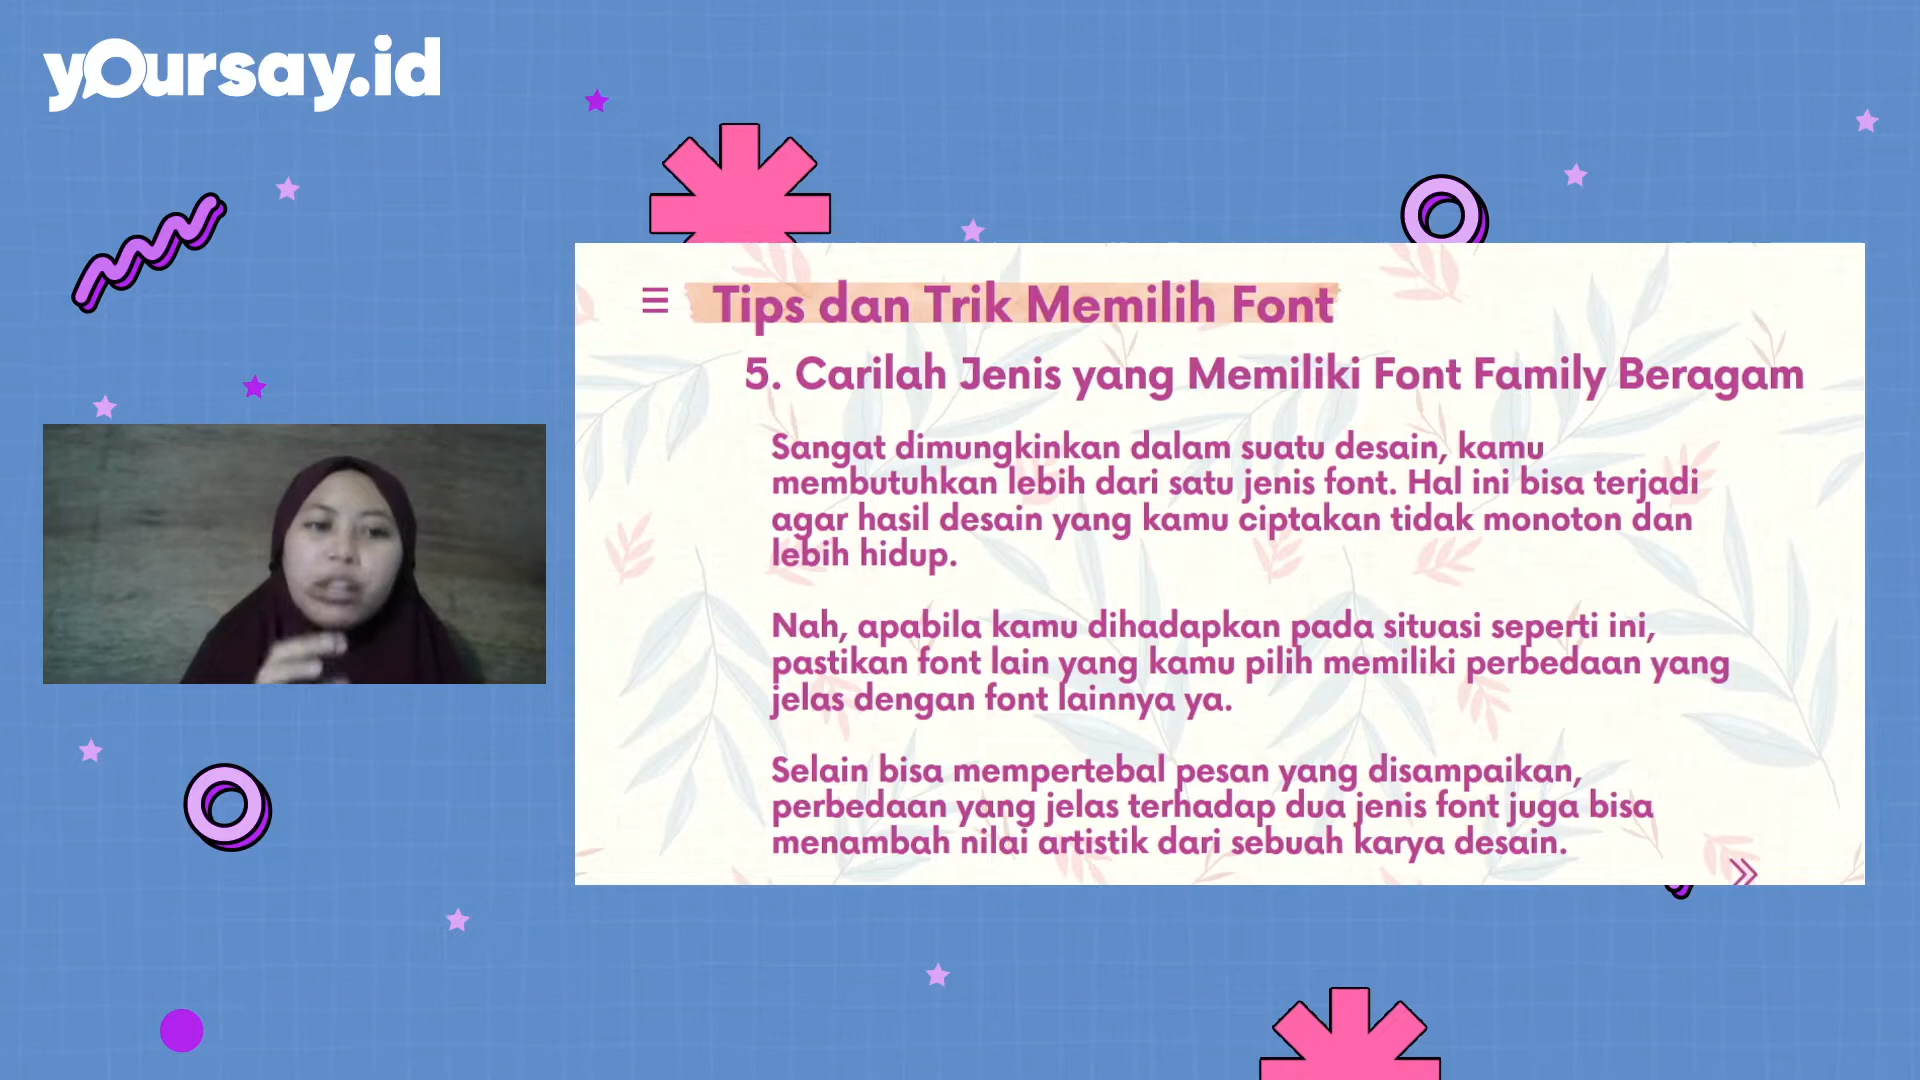 yoursay.id
Tips dan Trik Memilih Font
5. Carilah Jenis yang Memiliki Font Family Beragam
Sangat dimungkinkan dalam suatu desain, kamu
membutuhkan lebih dari satu jenis font. Hal ini bisa terjadi
agar hasil desain yang kamu ciptakan tidak monoton dan
lebih hidup.
Nah, apabila kamu dihadapkan pada situasi seperti ini,
pastikan font lain yang kamu pilih memiliki perbedaan yang
jelas dengan font lainnya ya.
Selain bisa mempertebal pesan yang disampaikan,
perbedaan yang jelas terhadap dua jenis font juga bisa
menambah nilai artistik dari sebuah karya desain.